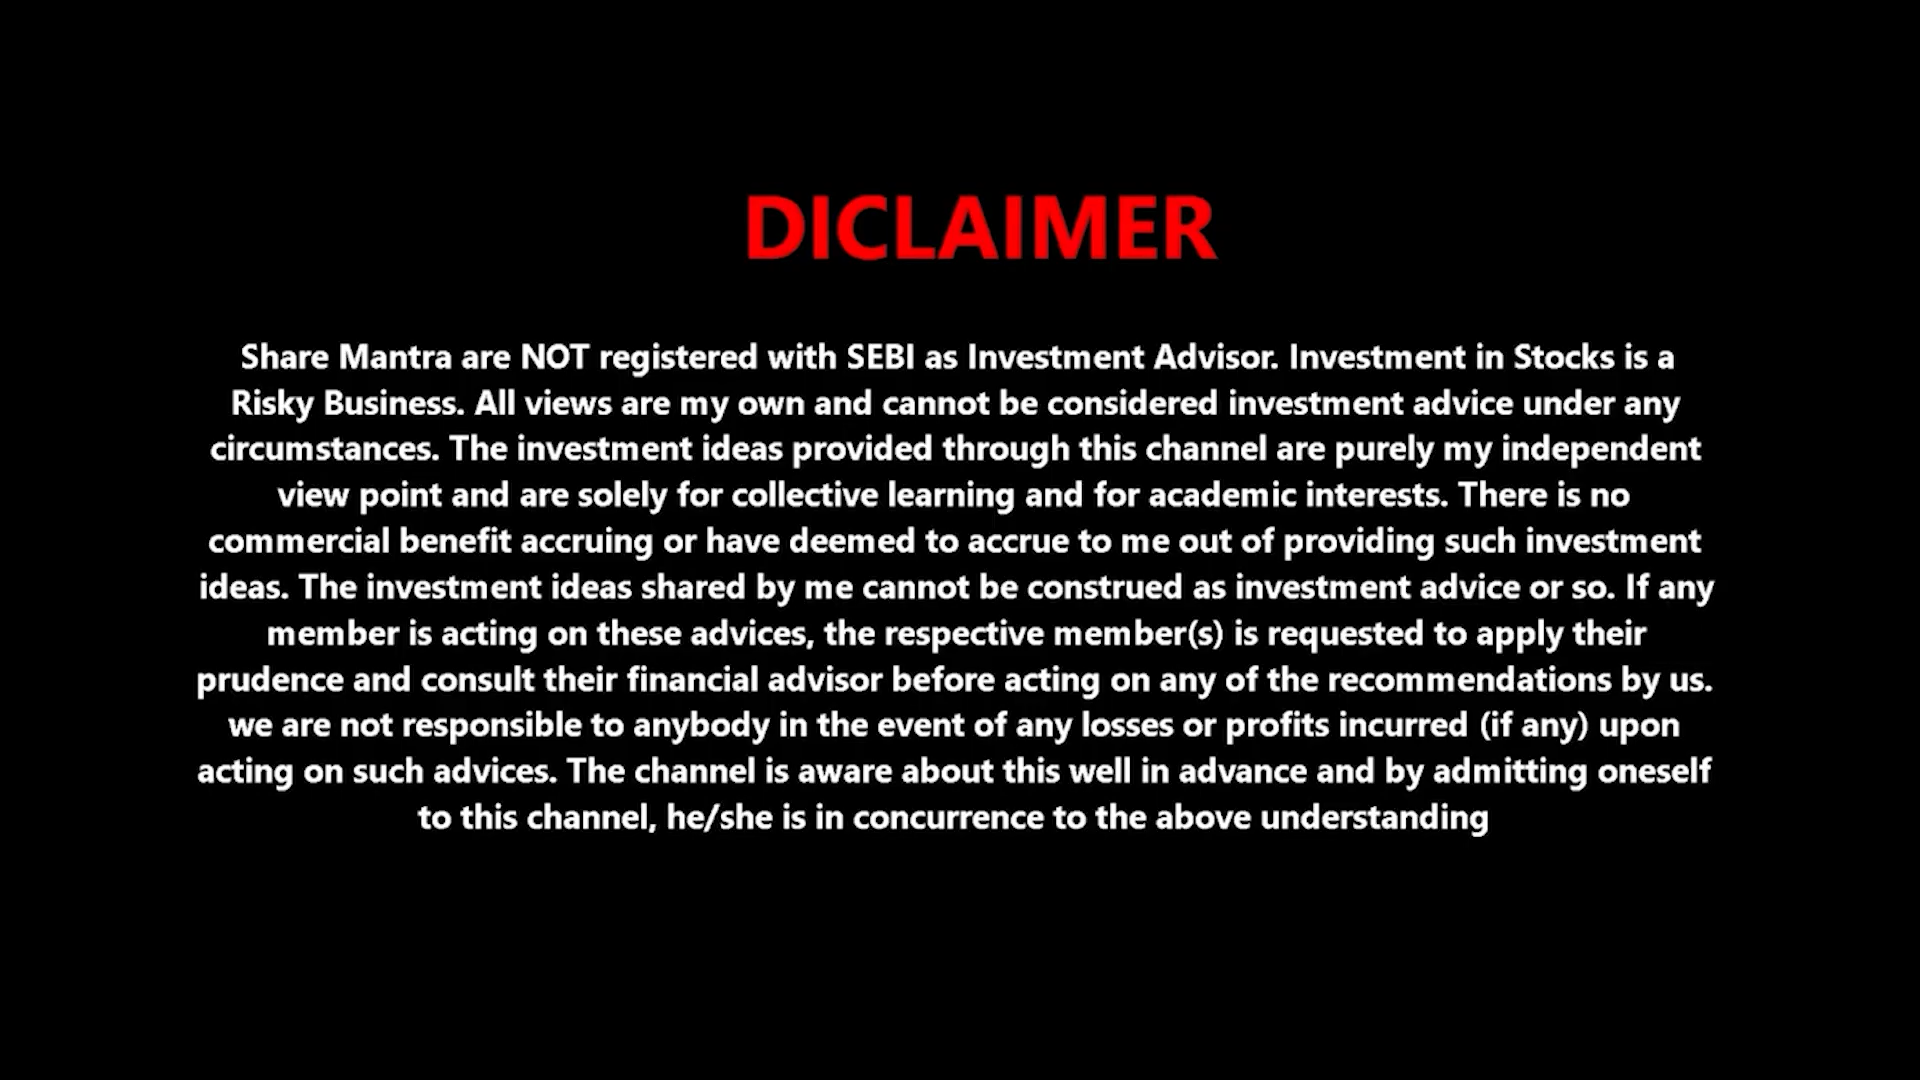 DICLAIMER
Share Mantra are NOT registered with SEBI as Investment Advisor. Investment in Stocks is a
Risky Business. All views are my own and cannot be considered investment advice under any
circumstances. The investment ideas provided through this channel are purely my independent
view point and are solely for collective learning and for academic interests. There is no
commercial benefit accruing or have deemed to accrue to me out of providing such investment
ideas. The investment ideas shared by me cannot be construed as investment advice or so. If any
member is acting on these advices, the respective member(s) is requested to apply their
prudence and consult their financial advisor before acting on any of the recommendations by us.
we are not responsible to anybody in the event of any losses or profits incurred (if any) upon
acting on such advices. The channel is aware about this well in advance and by admitting oneself
to this channel, he/she is in concurrence to the above understanding